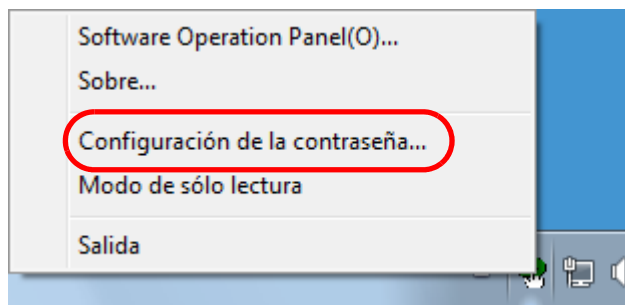 Software Operation Panel(O)...
Sobre...
Configuración de la contraseña...
Modo de sólo lectura
Salida